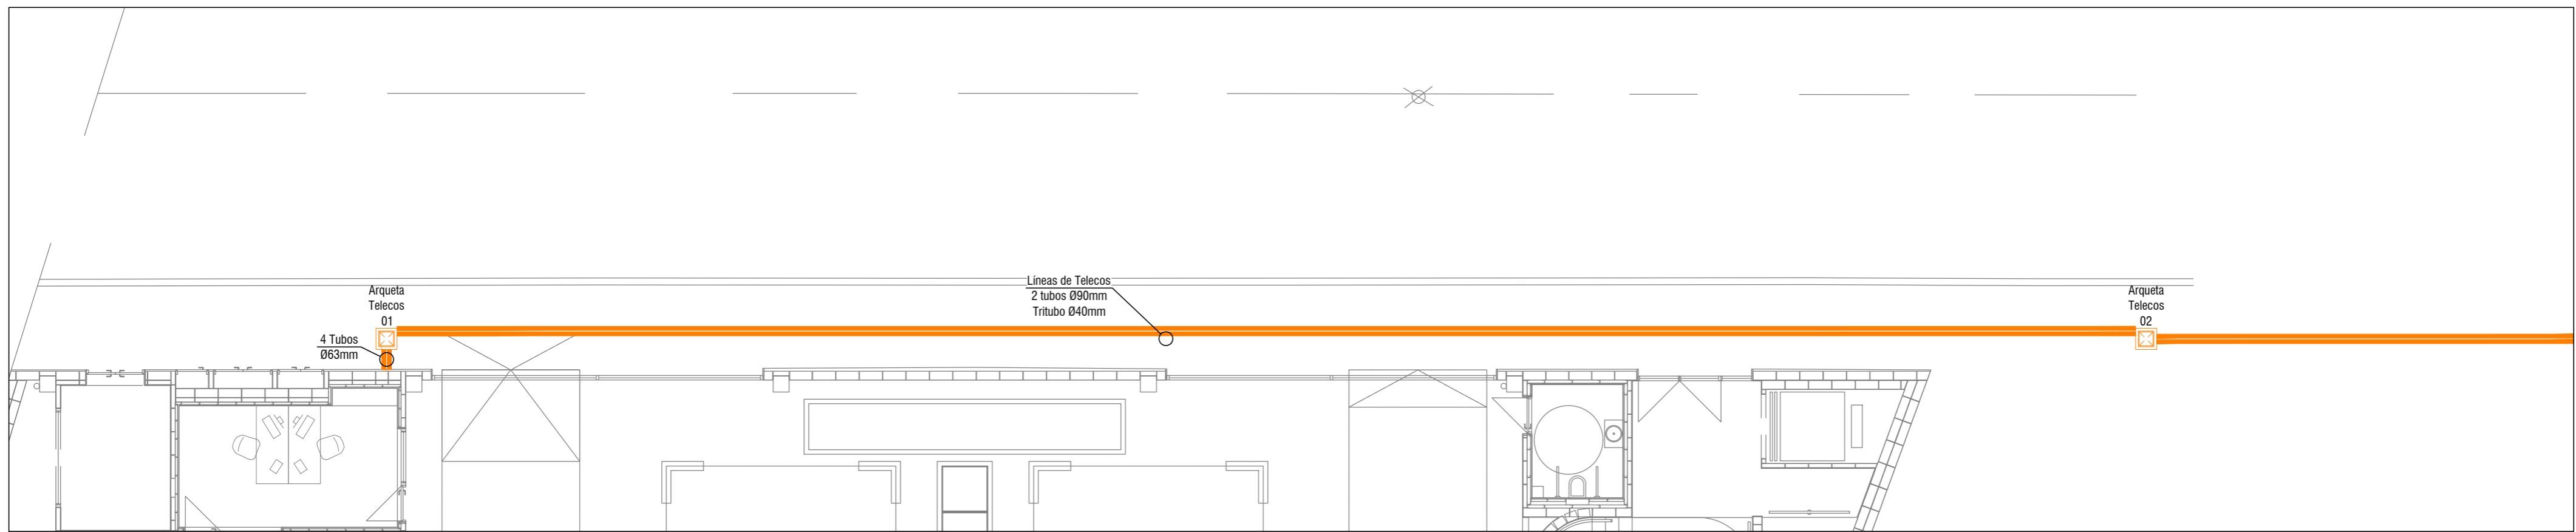 Líneas de Telecos
2 tubos Ø90mm
Tritubo Ø40mm
Arqueta
Telecos
01
4 Tubos
Ø63mm
Arqueta
Telecos
02